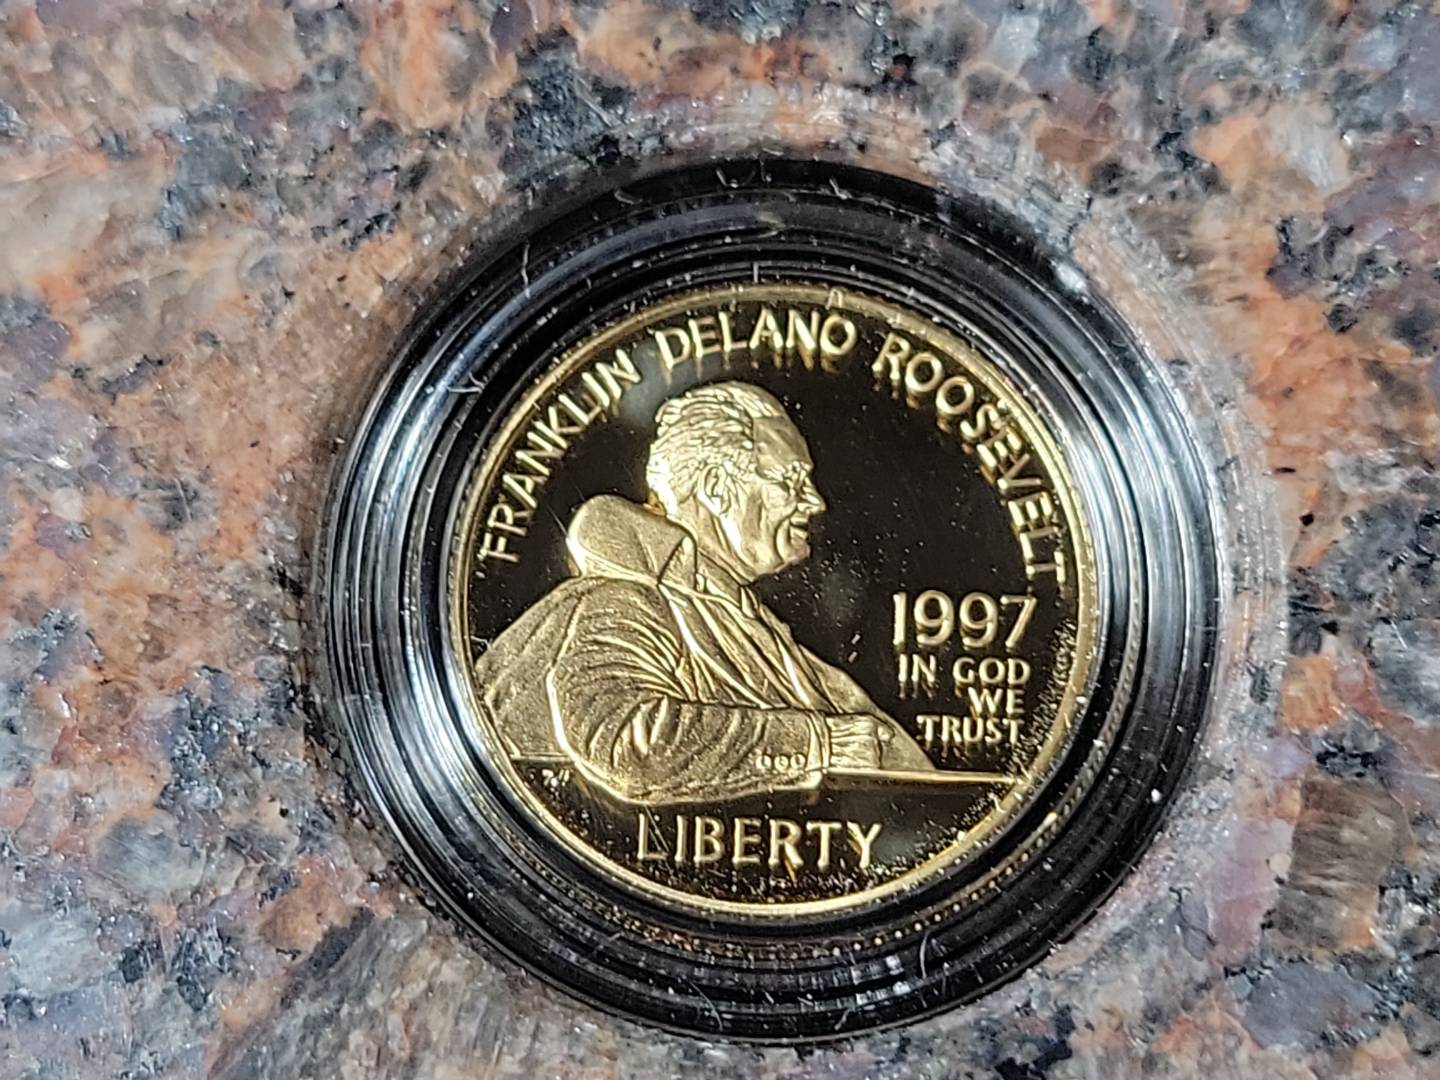 FRANKLIN DELANO ROOSEVELT
1997
IN GOD
WE
TRUST
LIBERTY